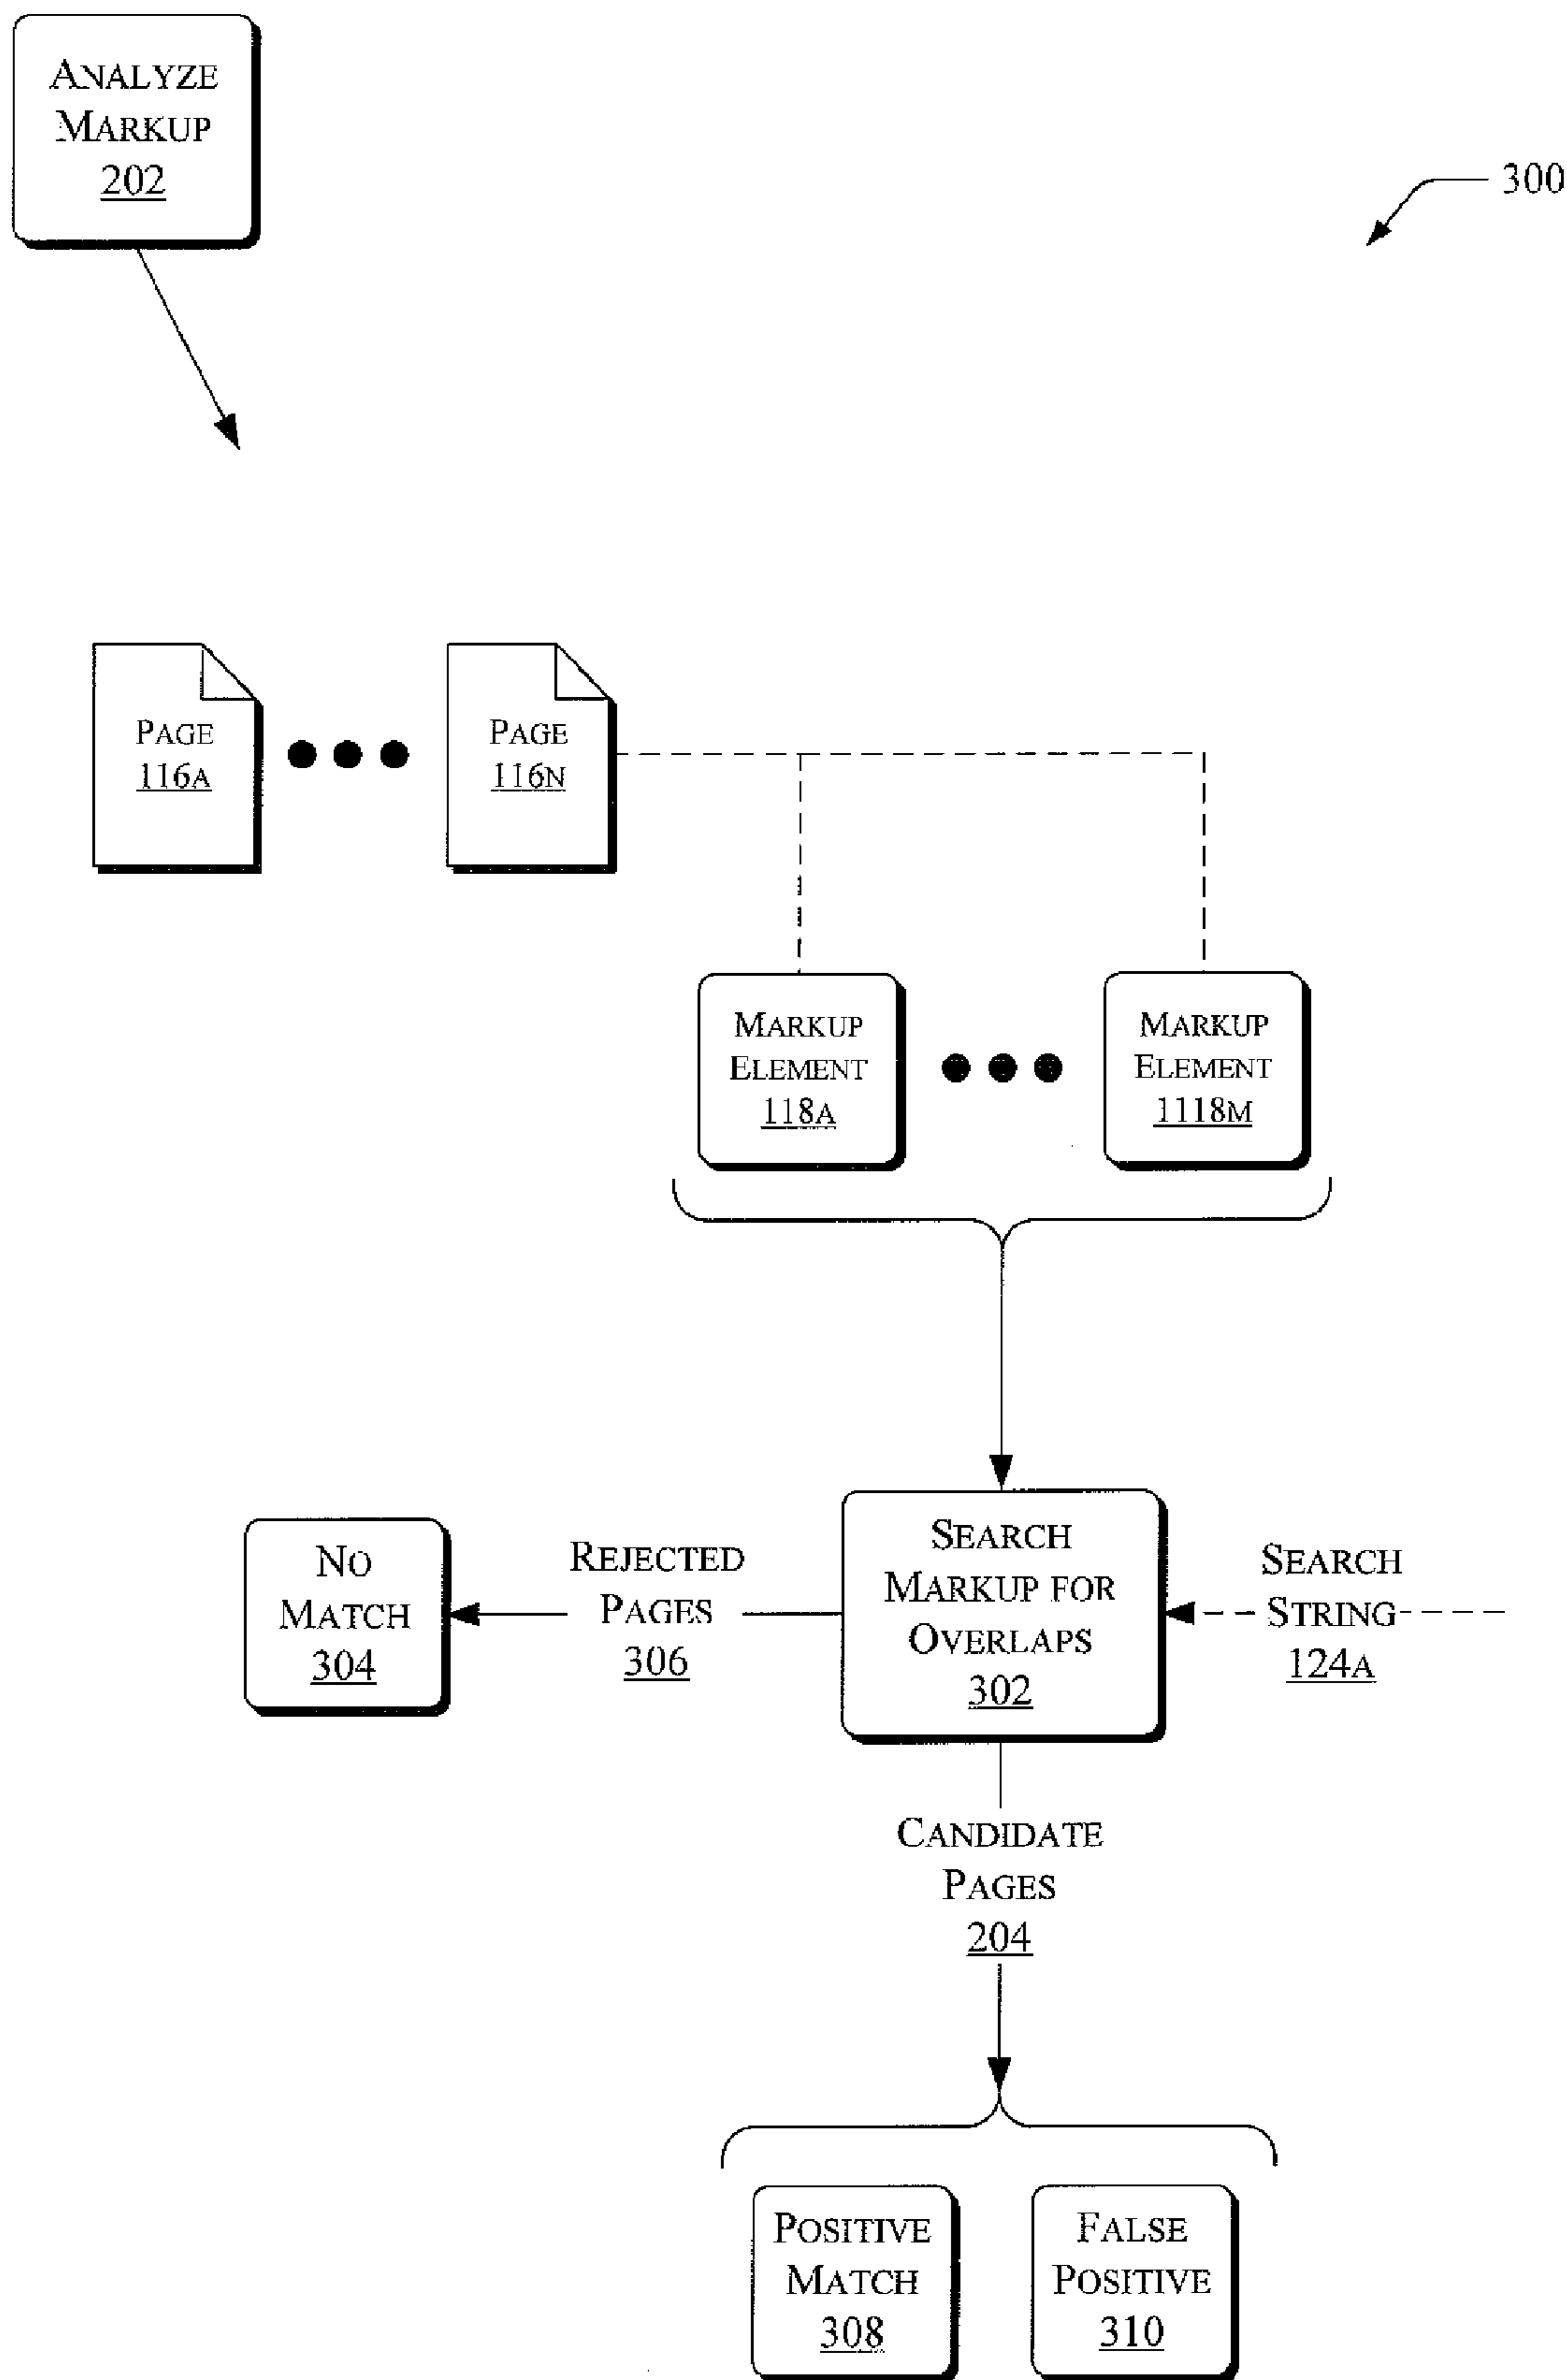 ANALYZE
MARKUP
202
300
PAGE
116A
PAGE
116N
MARKUP
ELEMENT
118A
MARKUP
ELEMENT
1118M
NO
MATCH
304
REJECTED
PAGES
306
SEARCH
MARKUP FOR
OVERLAPS
302
SEARCH
STRING
124A
CANDIDATE
PAGES
204
POSITIVE
MATCH
308
FALSE
POSITIVE
310